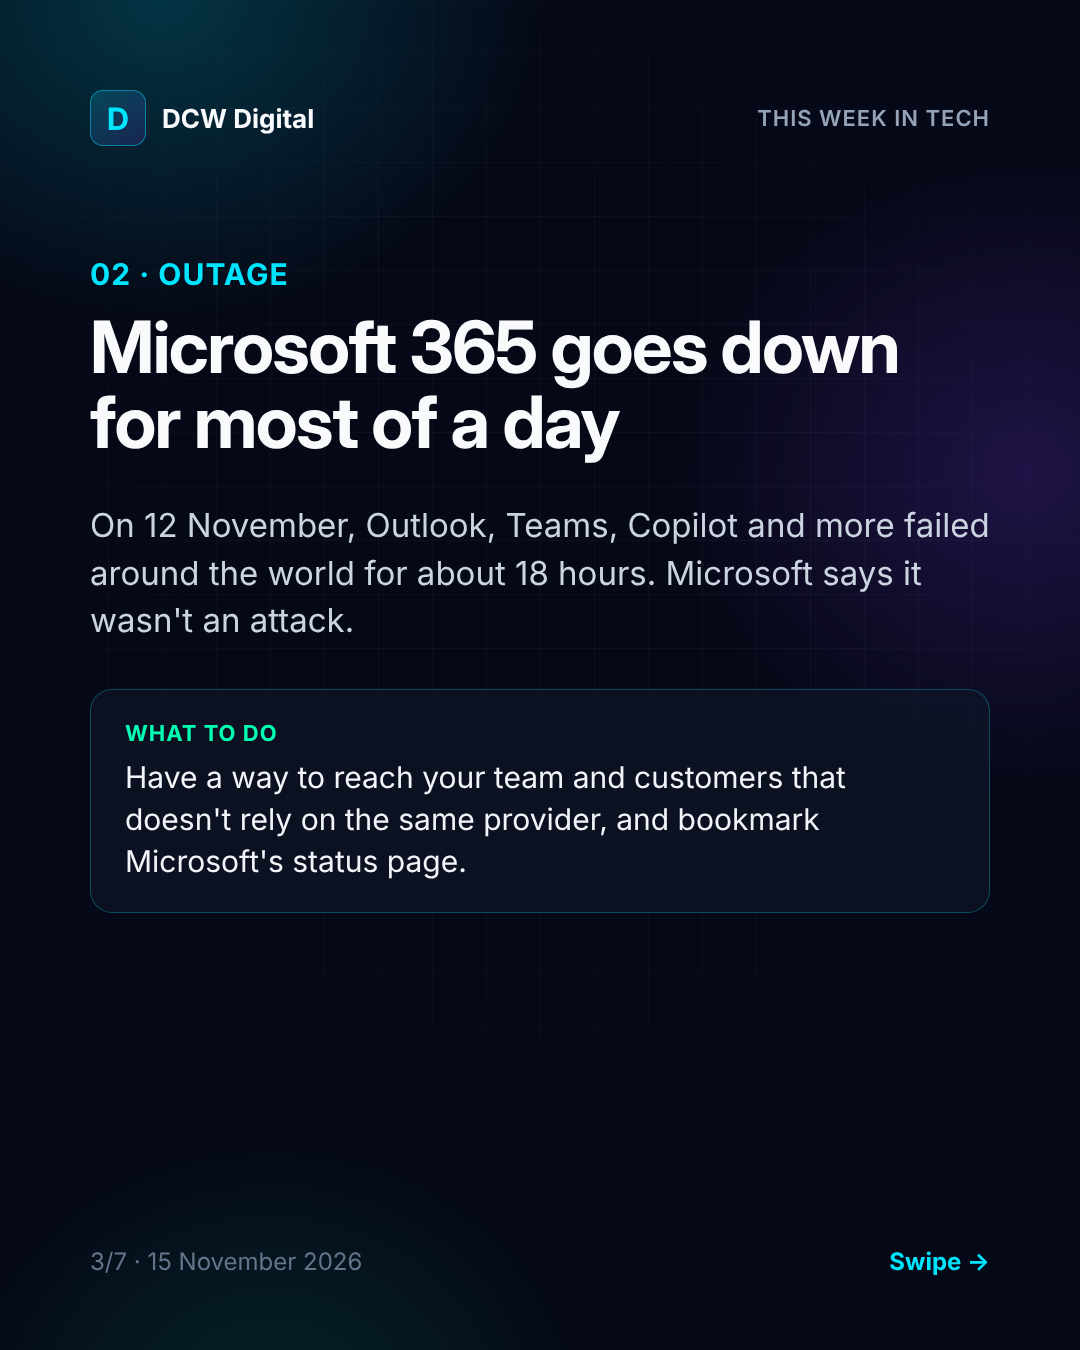 D
DCW Digital
THIS WEEK IN TECH
02 · OUTAGE
Microsoft 365 goes down
for most of a day
On 12 November, Outlook, Teams, Copilot and more failed
around the world for about 18 hours. Microsoft says it
wasn't an attack.
WHAT TO DO
Have a way to reach your team and customers that
doesn't rely on the same provider, and bookmark
Microsoft's status page.
3/7 · 15 November 2026
Swipe →